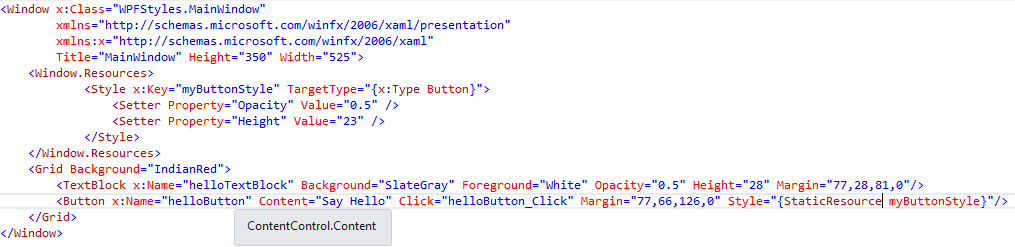 <Window x:Class="WPFStyles.MainWindow"
xmlns="http://schemas.microsoft.com/winfx/2006/xaml/presentation"
xmlns:x="http://schemas.microsoft.com/winfx/2006/xaml"
Title="MainWindow" Height="350" Width="525">
<Window.Resources>
<Style x:Key="myButtonStyle" TargetType="{x:Type Button}">
<Setter Property="Opacity" Value="0.5" />
<Setter Property="Height" Value="23" />
</Style>
</Window.Resources>
<Grid Background="IndianRed">
<TextBlock x:Name="helloTextBlock" Background="SlateGray" Foreground="White" Opacity="0.5" Height="28" Margin="77,28,81,0"/>
<Button x:Name="helloButton" Content="Say Hello" Click="helloButton_Click" Margin="77,66,126,0" Style="{StaticResource myButtonStyle}"/>
</Grid>
ContentControl.Content
</Window>